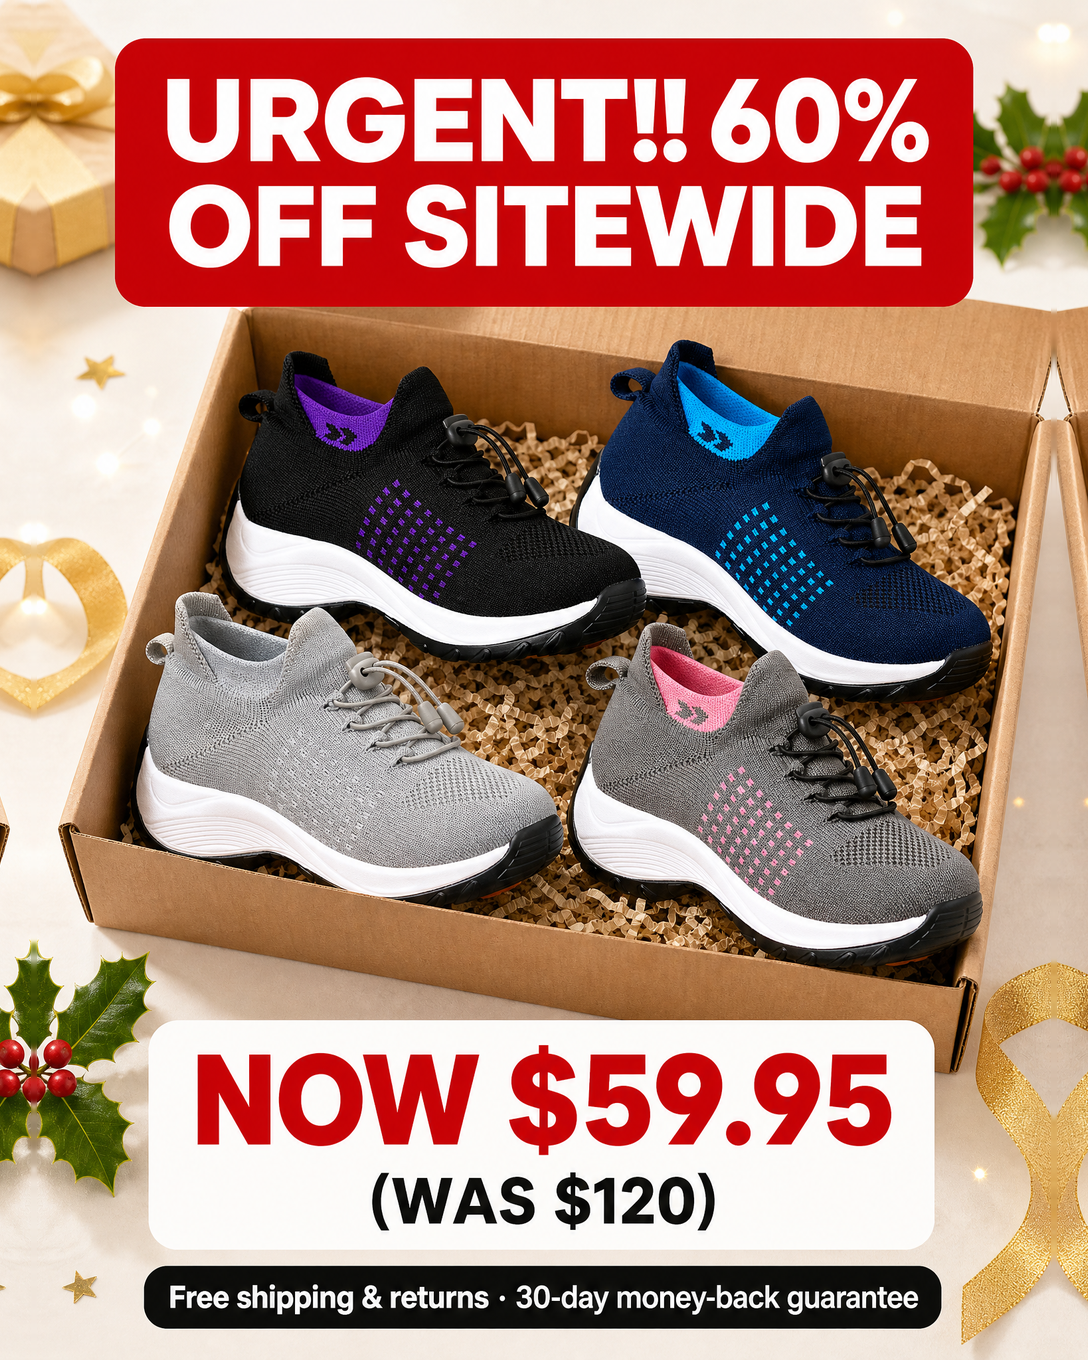 URGENT!! 60%
OFF SITEWIDE
NOW $59.95
(WAS $120)
Free shipping & returns · 30-day money-back guarantee